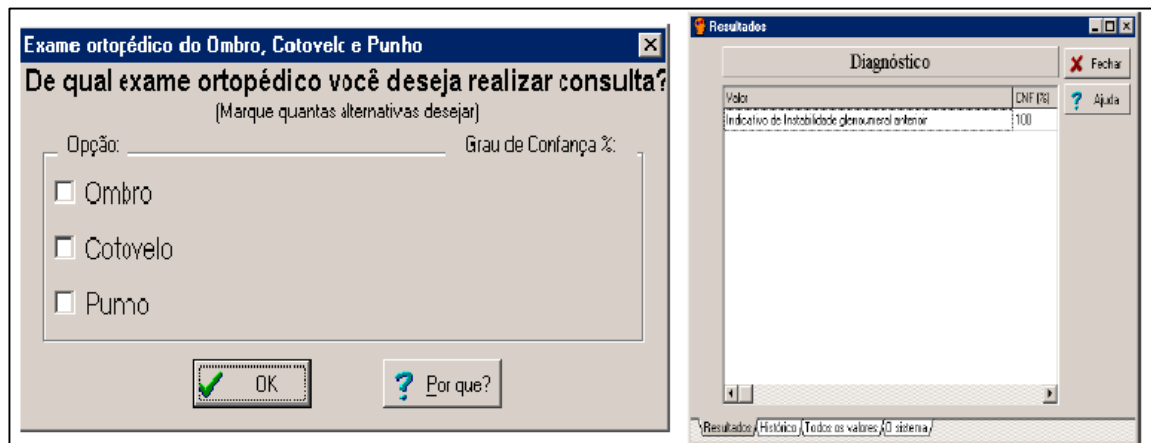 Exame ortopédico do Ombro, Cotovelo e Punho
De qual exame ortopédico você deseja realizar consulta?
(Marque quantas alternativas desejar)
Opção: Grau de Confiança %:
Ombro
Cotovelo
Punho
OK
? Por que?
Resultados
Diagnóstico
Fechar
? Ajuda
Valor CNF (%)
Indicativo de Instabilidade glenoumeral anterior 100
Resultados Histórico Todos os valores O sistema